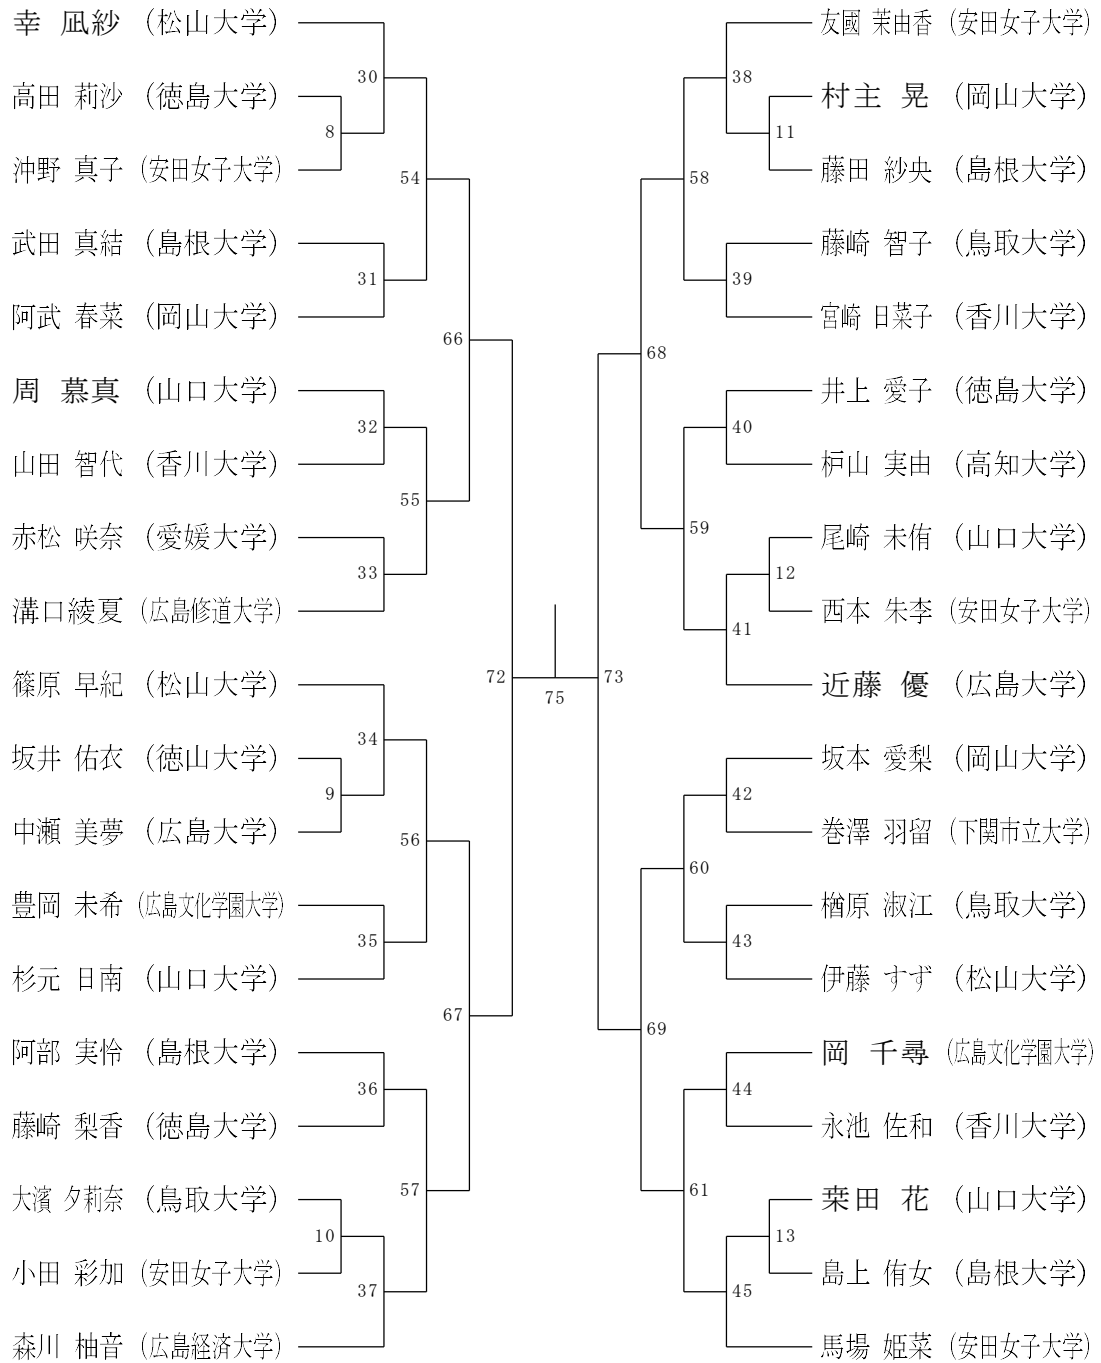 幸 凪紗 （松山大学）
高田 莉沙 （徳島大学）
沖野 真子 （安田女子大学）
武田 真結 （島根大学）
阿武 春菜 （岡山大学）
周 慕真 （山口大学）
山田 智代 （香川大学）
赤松 咲奈 （愛媛大学）
溝口綾夏 （広島修道大学）
篠原 早紀 （松山大学）
坂井 佑衣 （徳山大学）
中瀬 美夢 （広島大学）
豊岡 未希 （広島文化学園大学）
杉元 日南 （山口大学）
阿部 実怜 （島根大学）
藤崎 梨香 （徳島大学）
大濱 夕莉奈 （鳥取大学）
小田 彩加 （安田女子大学）
森川 柚音 （広島経済大学）
8
9
10
30
31
32
33
34
35
36
37
54
55
56
57
66
67
72
75
73
68
69
58
59
60
61
38
39
40
41
42
43
44
45
11
12
13
友國 茉由香 （安田女子大学）
村主 晃 （岡山大学）
藤田 紗央 （島根大学）
藤崎 智子 （鳥取大学）
宮崎 日菜子 （香川大学）
井上 愛子 （徳島大学）
枦山 実由 （高知大学）
尾崎 未侑 （山口大学）
西本 朱李 （安田女子大学）
近藤 優 （広島大学）
坂本 愛梨 （岡山大学）
巻澤 羽留 （下関市立大学）
楢原 淑江 （鳥取大学）
伊藤 すず （松山大学）
岡 千尋 （広島文化学園大学）
永池 佐和 （香川大学）
桒田 花 （山口大学）
島上 侑女 （島根大学）
馬場 姫菜 （安田女子大学）